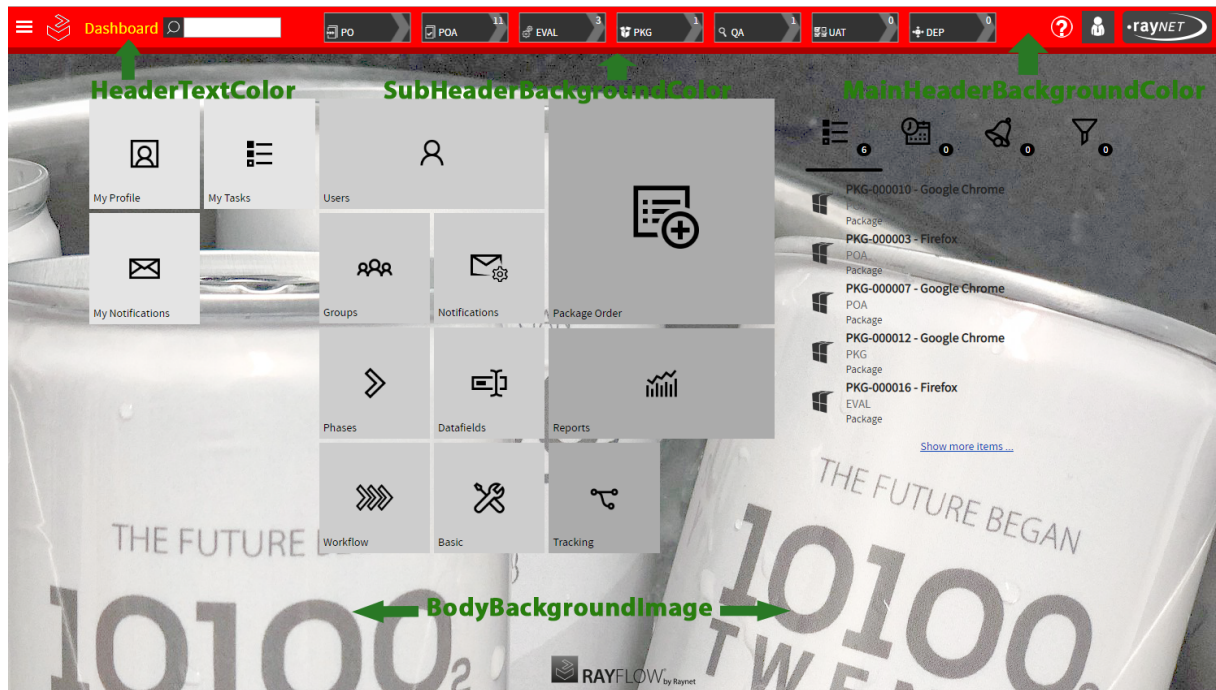 Dashboard
PO
POA 11
EVAL 3
PKG 1
QA 1
UAT 0
DEP 0
?
raynet
HeaderTextColor
SubHeaderBackgroundColor
MainHeaderBackgroundColor
My Profile
My Tasks
Users
My Notifications
Groups
Notifications
Package Order
Phases
Datafields
Reports
Workflow
Basic
Tracking
6
0
0
0
PKG-000010 - Google Chrome
Package
PKG-000003 - Firefox
POA
Package
PKG-000007 - Google Chrome
POA
Package
PKG-000012 - Google Chrome
PKG
Package
PKG-000016 - Firefox
EVAL
Package
Show more items ...
THE FUTURE
10100₂
THE FUTURE BEGAN
10100₂
BodyBackgroundImage
RAYFLOW by Raynet